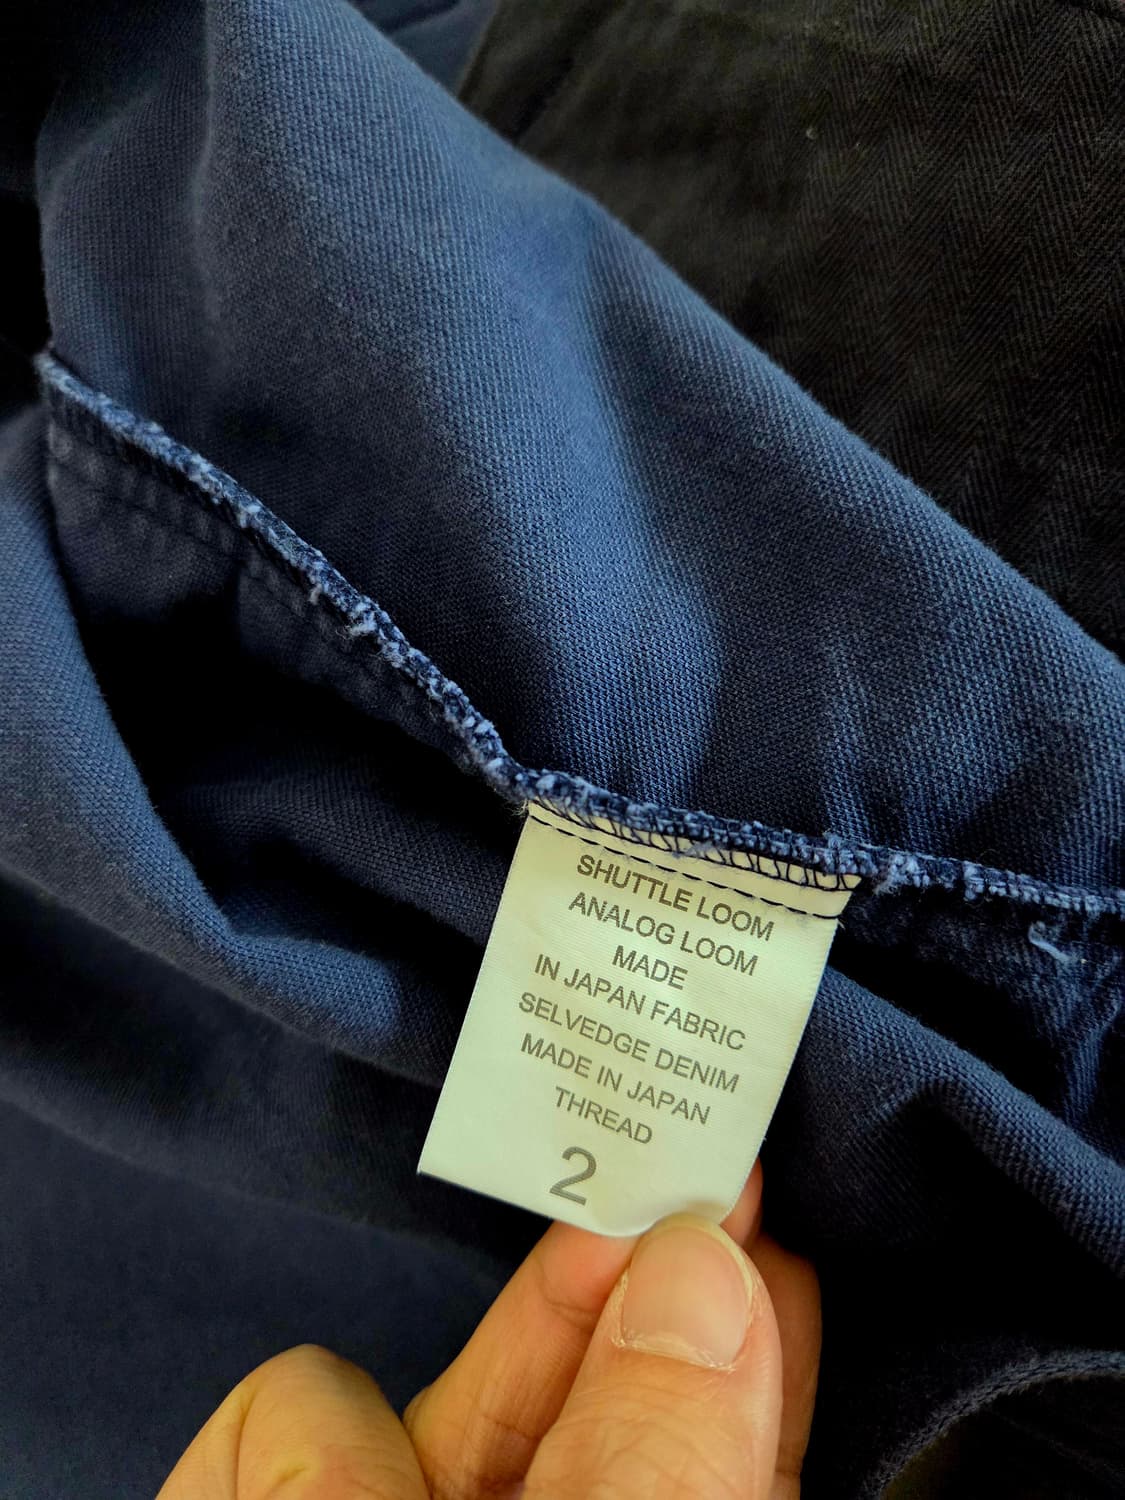 SHUTTLE LOOM
ANALOG LOOM
MADE
IN JAPAN FABRIC
SELVEDGE DENIM
MADE IN JAPAN
THREAD
2